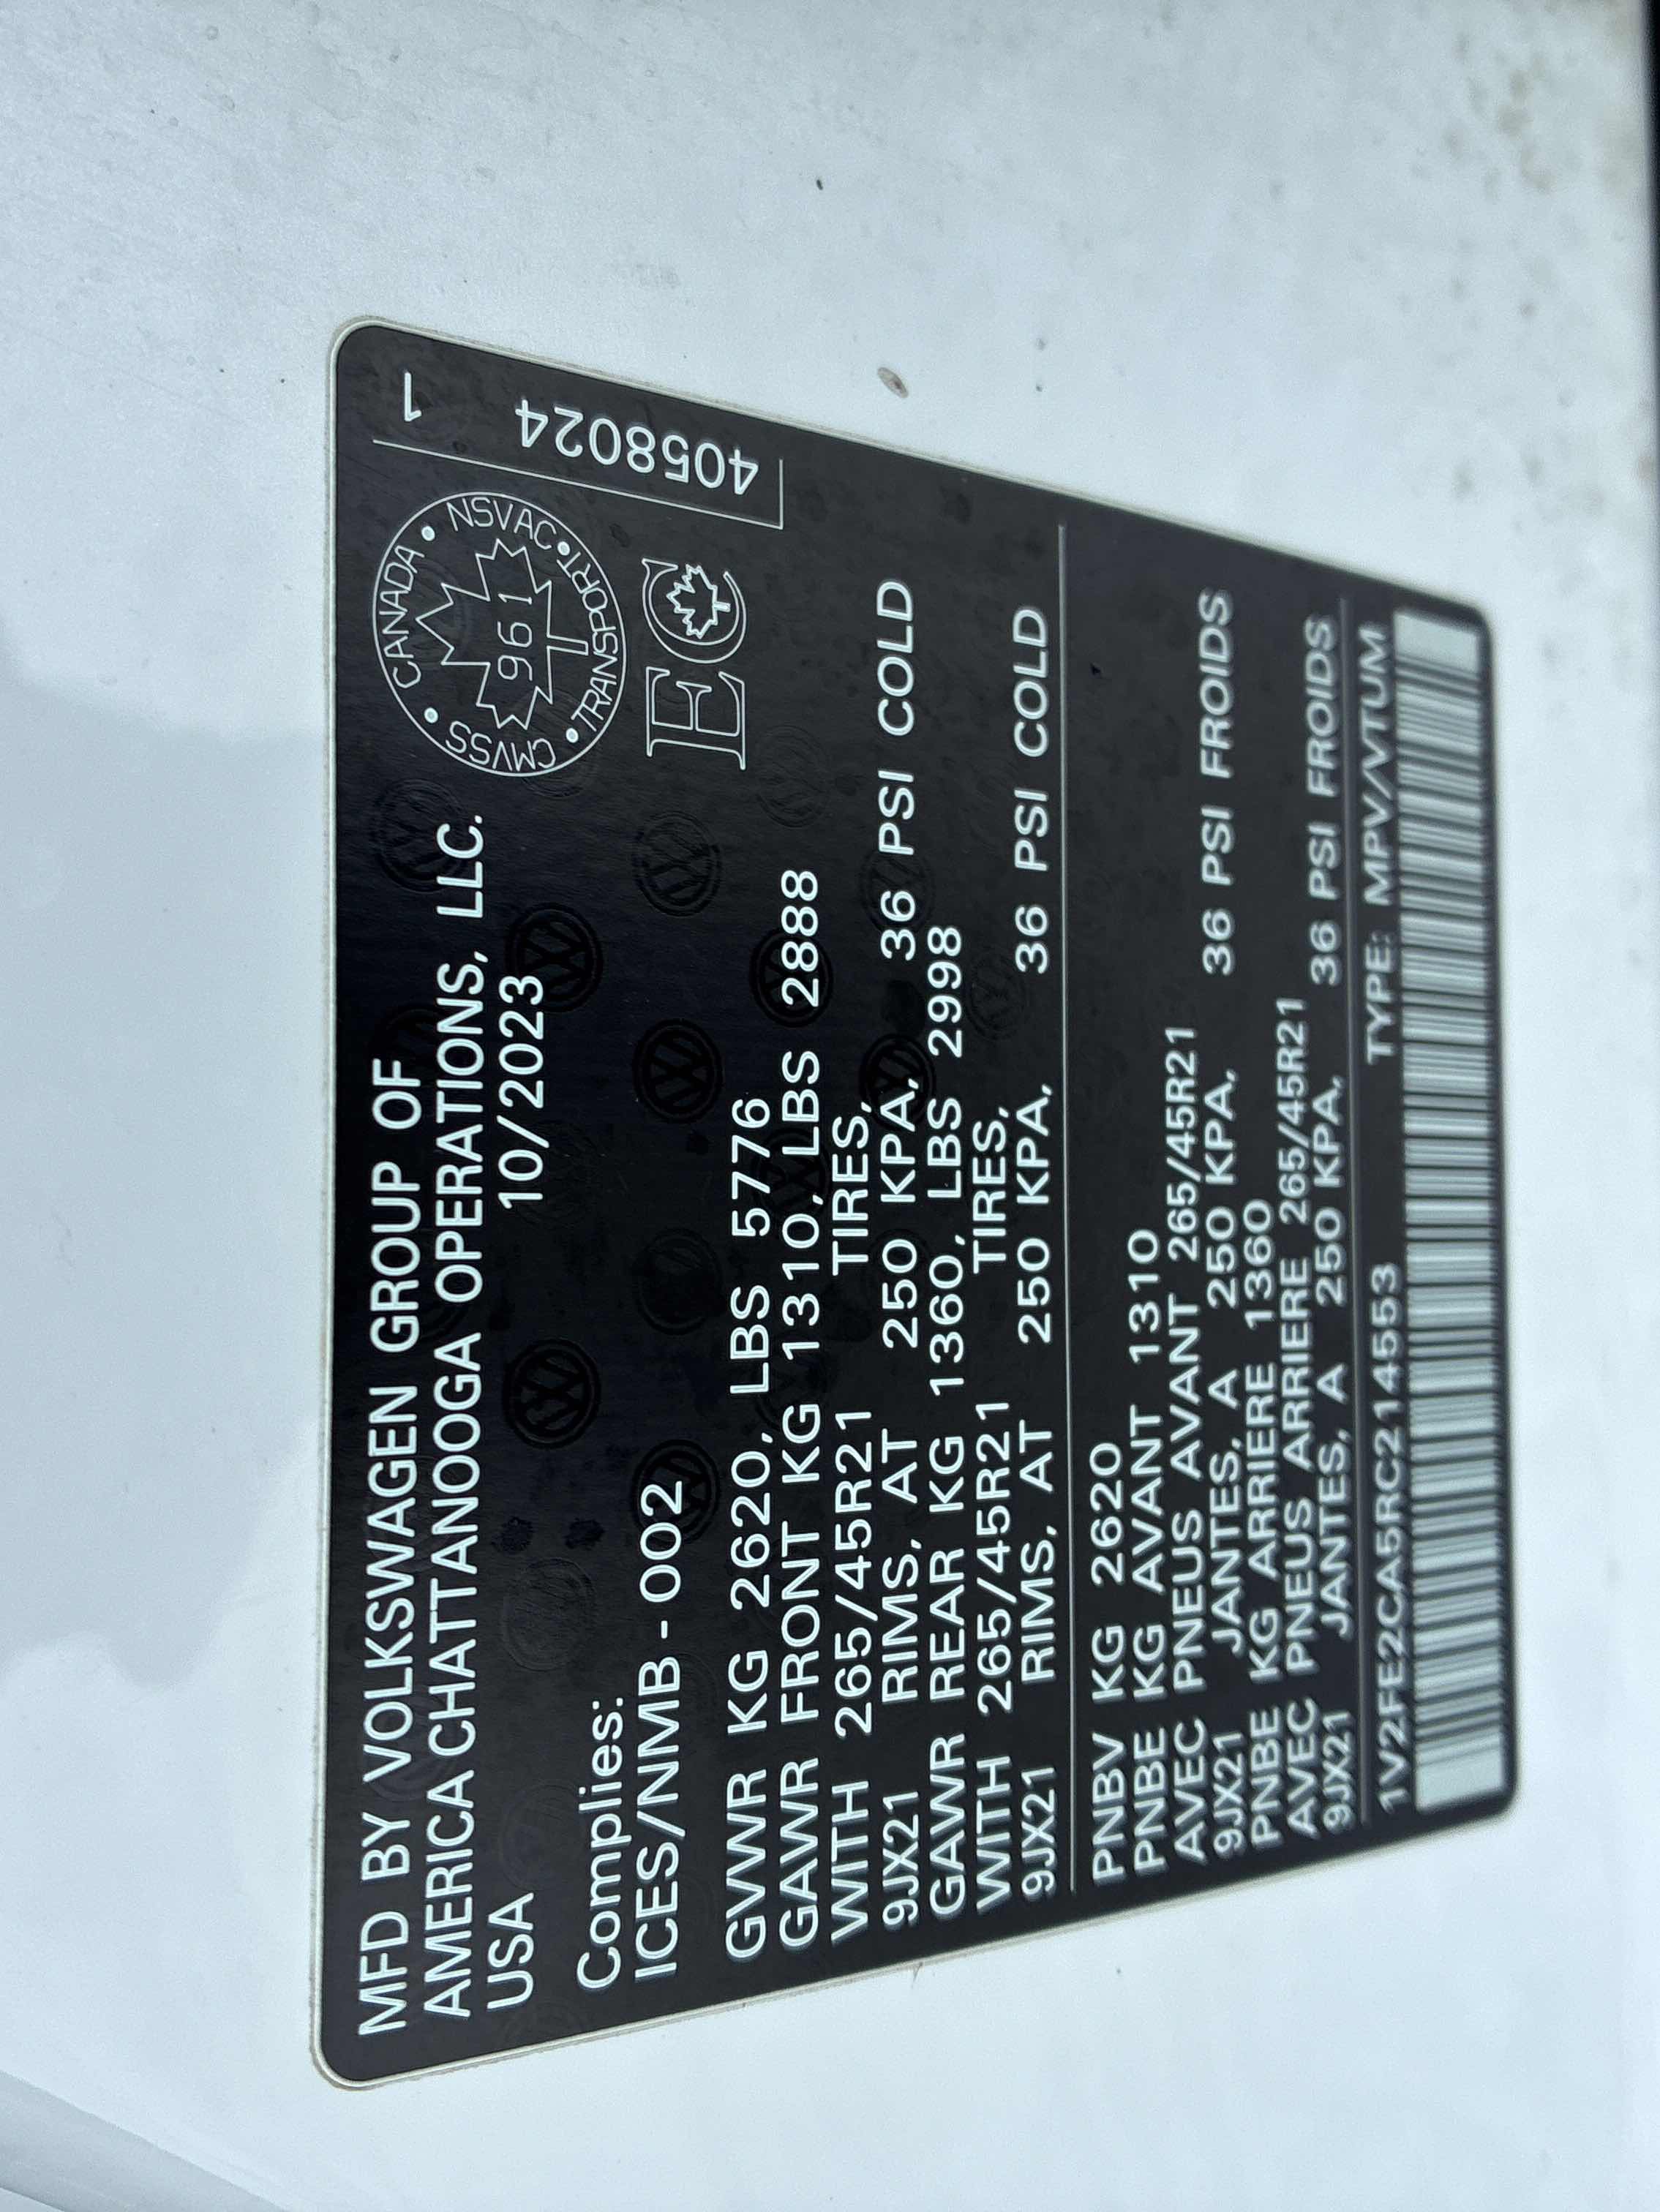 MFD BY VOLKSWAGEN GROUP OF
AMERICA CHATTANOOGA OPERATIONS, LLC.
USA 10/2023
1
4058024
CANADA • NSVAC • TRANSPORT • CMVSS •
961
EC
Complies:
ICES/NMB-002
GVWR KG 2620, LBS 5776
GAWR FRONT KG 1310, LBS 2888
WITH 265/45R21 TIRES,
9JX21 RIMS, AT 250 KPA, 36 PSI COLD
GAWR REAR KG 1360, LBS 2998
WITH 265/45R21 TIRES,
9JX21 RIMS, AT 250 KPA, 36 PSI COLD
PNBV KG 2620
PNBE KG AVANT 1310
AVEC PNEUS AVANT 265/45R21
9JX21 JANTES, A 250 KPA, 36 PSI FROIDS
PNBE KG ARRIERE 1360
AVEC PNEUS ARRIERE 265/45R21
9JX21 JANTES, A 250 KPA, 36 PSI FROIDS
1V2FE2CA5RC214553 TYPE: MPV/VTUM